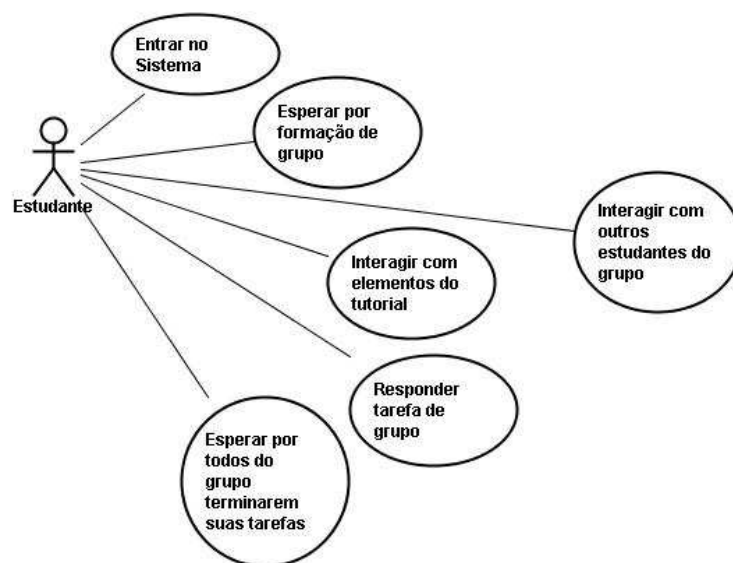 Entrar no
Sistema
Esperar por
formação de
grupo
Estudante
Interagir com
outros
estudantes do
grupo
Interagir com
elementos do
tutorial
Responder
tarefa de
grupo
Esperar por
todos do
grupo
terminarem
suas tarefas